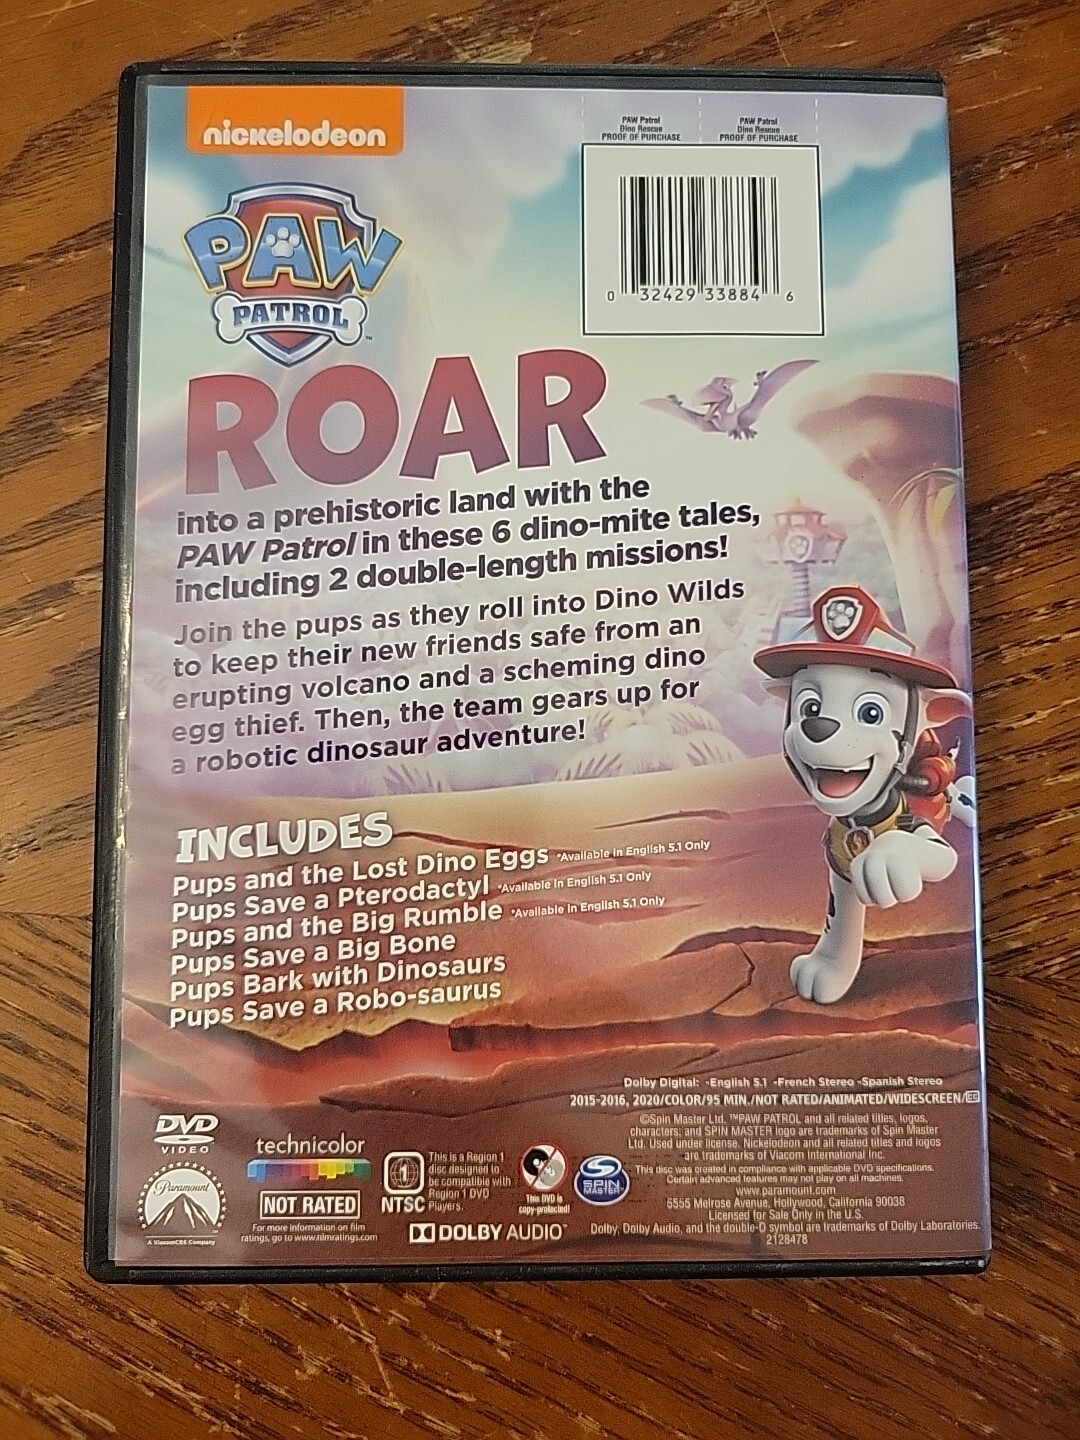 nickelodeon
PAW Patrol
Dino Rescue
PROOF OF PURCHASE
PAW Patrol
Dino Rescue
PROOF OF PURCHASE
0 32429 33884 6
PAW
PATROL™
ROAR
into a prehistoric land with the
PAW Patrol in these 6 dino-mite tales,
including 2 double-length missions!
Join the pups as they roll into Dino Wilds
to keep their new friends safe from an
erupting volcano and a scheming dino
egg thief. Then, the team gears up for
a robotic dinosaur adventure!
INCLUDES
Pups and the Lost Dino Eggs *Available in English 5.1 Only
Pups Save a Pterodactyl *Available in English 5.1 Only
Pups and the Big Rumble *Available in English 5.1 Only
Pups Save a Big Bone
Pups Bark with Dinosaurs
Pups Save a Robo-saurus
Dolby Digital: -English 5.1 -French Stereo -Spanish Stereo
2015-2016, 2020/COLOR/95 MIN./NOT RATED/ANIMATED/WIDESCREEN/CC
©Spin Master Ltd. ™PAW PATROL and all related titles, logos,
characters; and SPIN MASTER logo are trademarks of Spin Master
Ltd. Used under license. Nickelodeon and all related titles and logos
are trademarks of Viacom International Inc.
This disc was created in compliance with applicable DVD specifications.
Certain advanced features may not play on all machines.
www.paramount.com
5555 Melrose Avenue, Hollywood, California 90038
Licensed for Sale Only in the U.S.
Dolby, Dolby Audio, and the double-D symbol are trademarks of Dolby Laboratories.
2128478
DVD
VIDEO
Paramount
A ViacomCBS Company
technicolor
NOT RATED
For more information on film
ratings, go to www.filmratings.com
1
NTSC
This is a Region 1
disc designed to
be compatible with
Region 1 DVD
Players.
This DVD is
copy-protected!
SPIN
MASTER
DOLBY AUDIO™